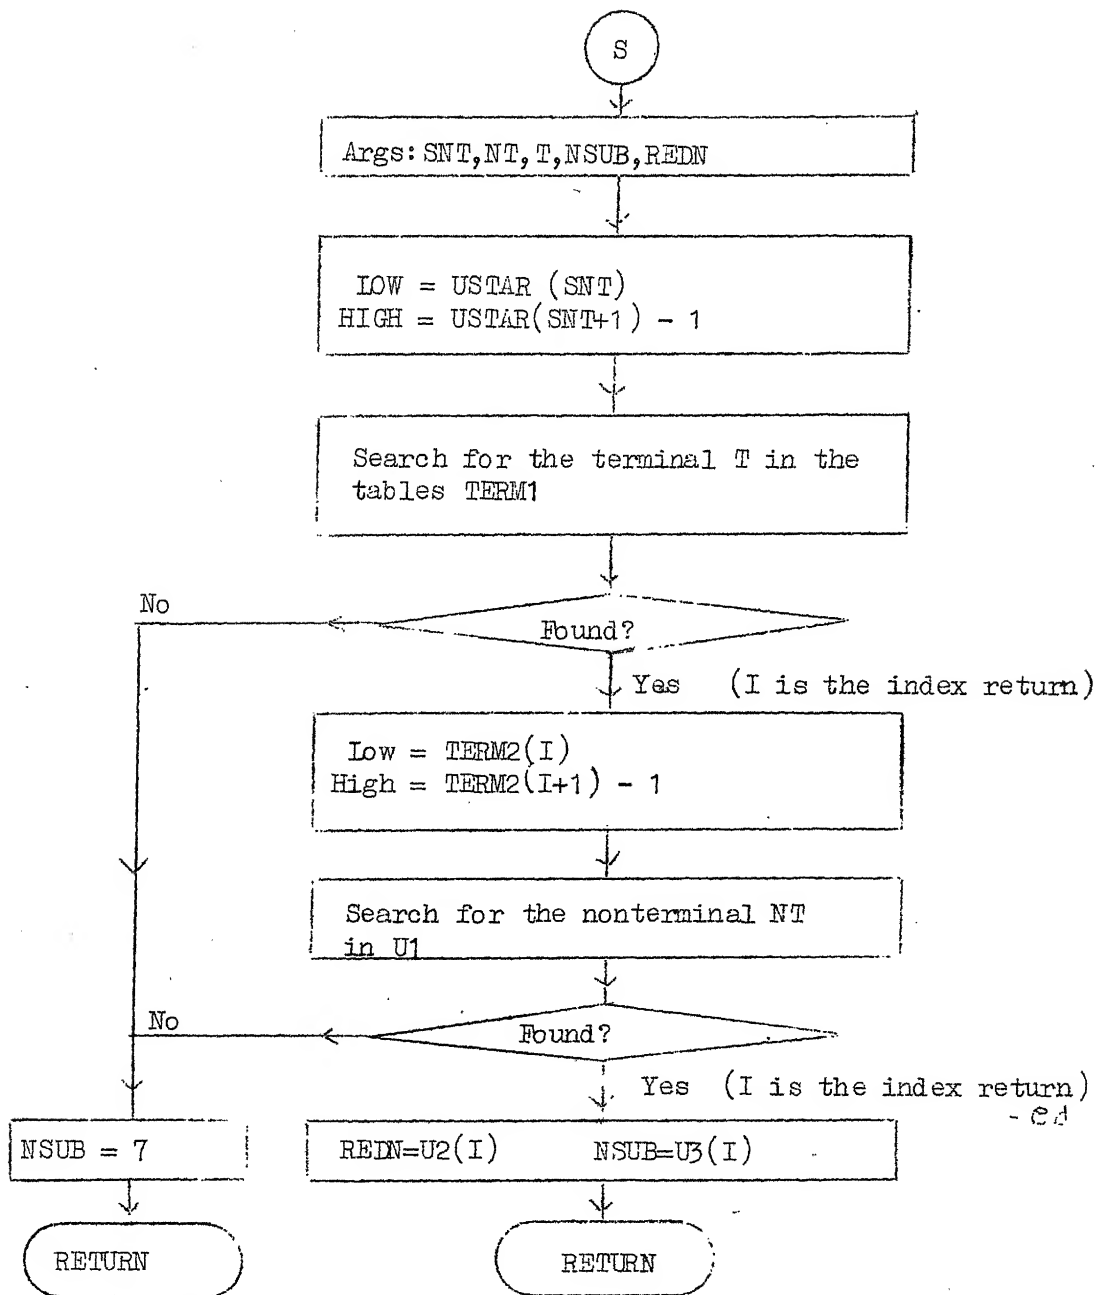 S
Args: SNT, NT, T, NSUB, REDN
LOW = USTAR (SNT)
HIGH = USTAR(SNT+1) - 1
Search for the terminal T in the
tables TERM1
No
Found?
Yes (I is the index return)
Low = TERM2(I)
High = TERM2(I+1) - 1
Search for the nonterminal NT
in U1
No
Found?
Yes (I is the index return)
- ed
NSUB = 7
REDN=U2(I) NSUB=U3(I)
RETURN
RETURN